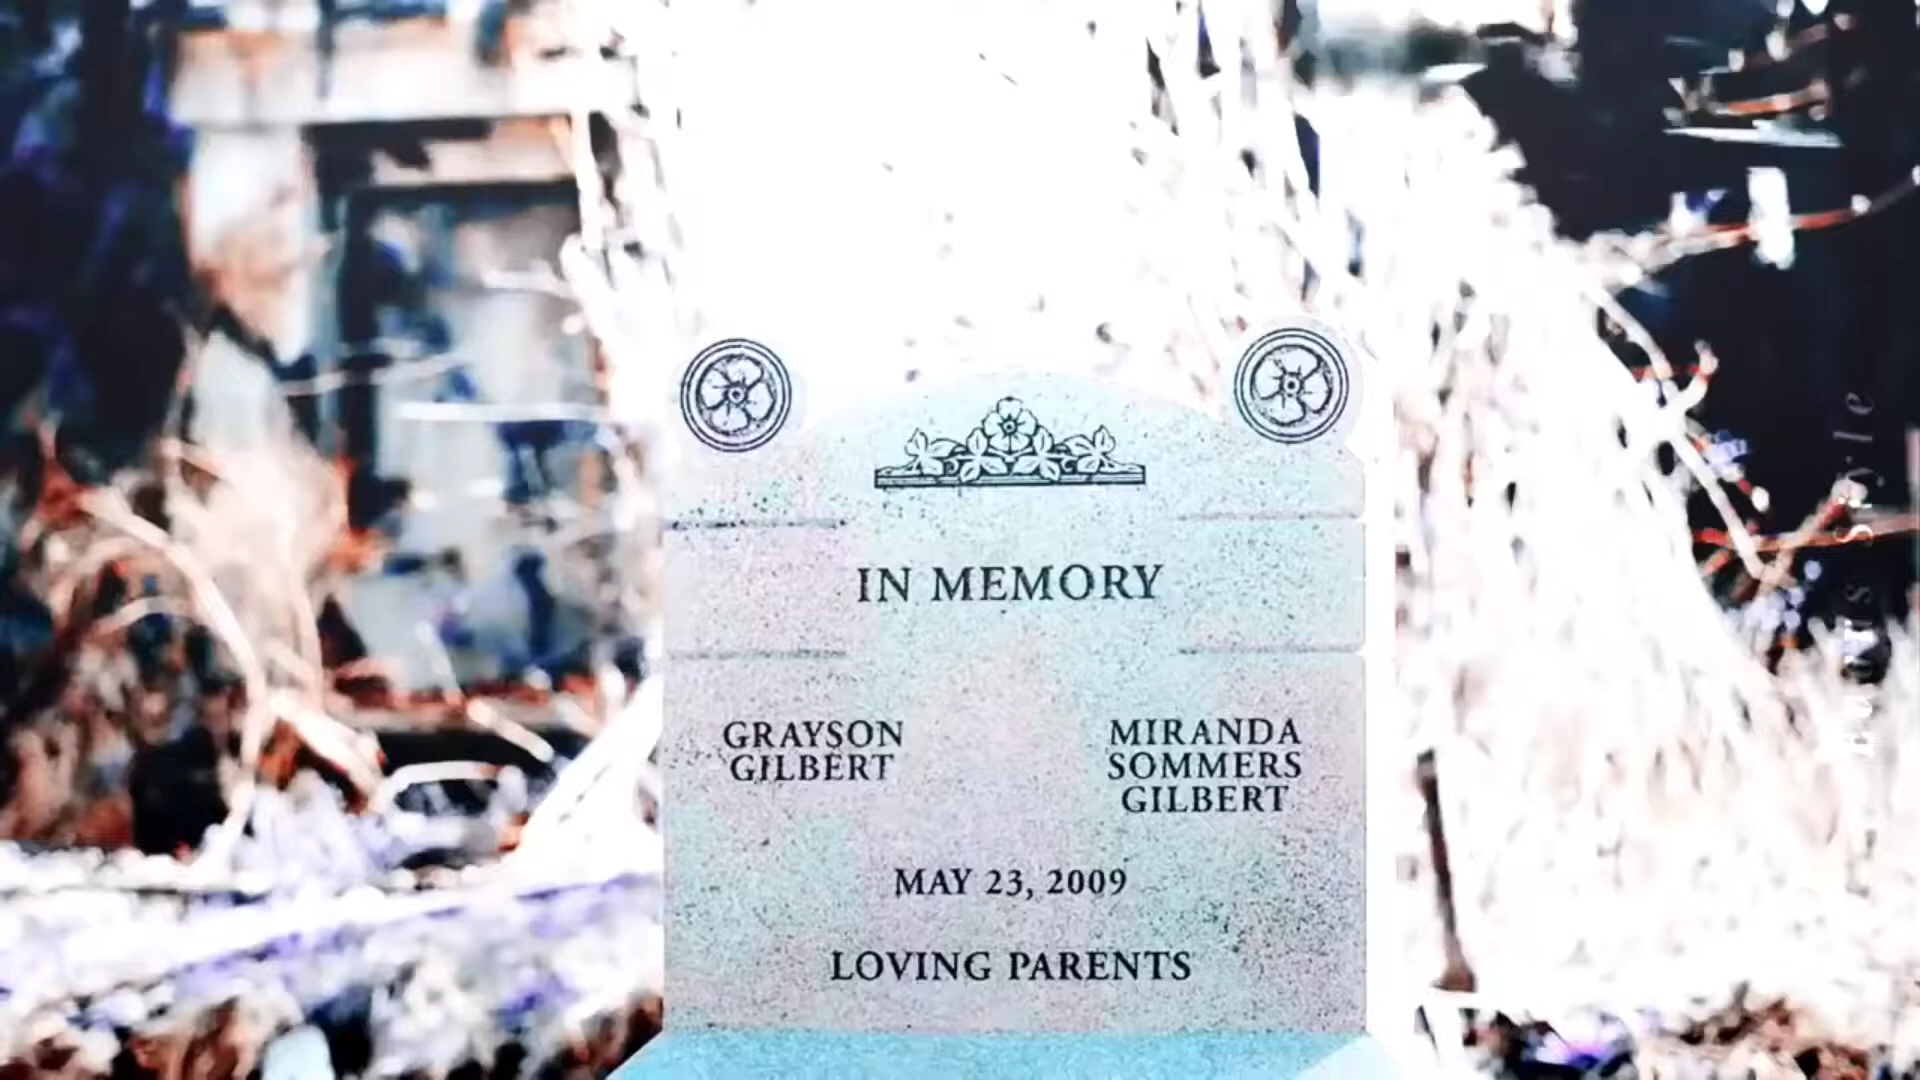 IN MEMORY
GRAYSON
GILBERT
MIRANDA
SOMMERS
GILBERT
MAY 23, 2009
LOVING PARENTS